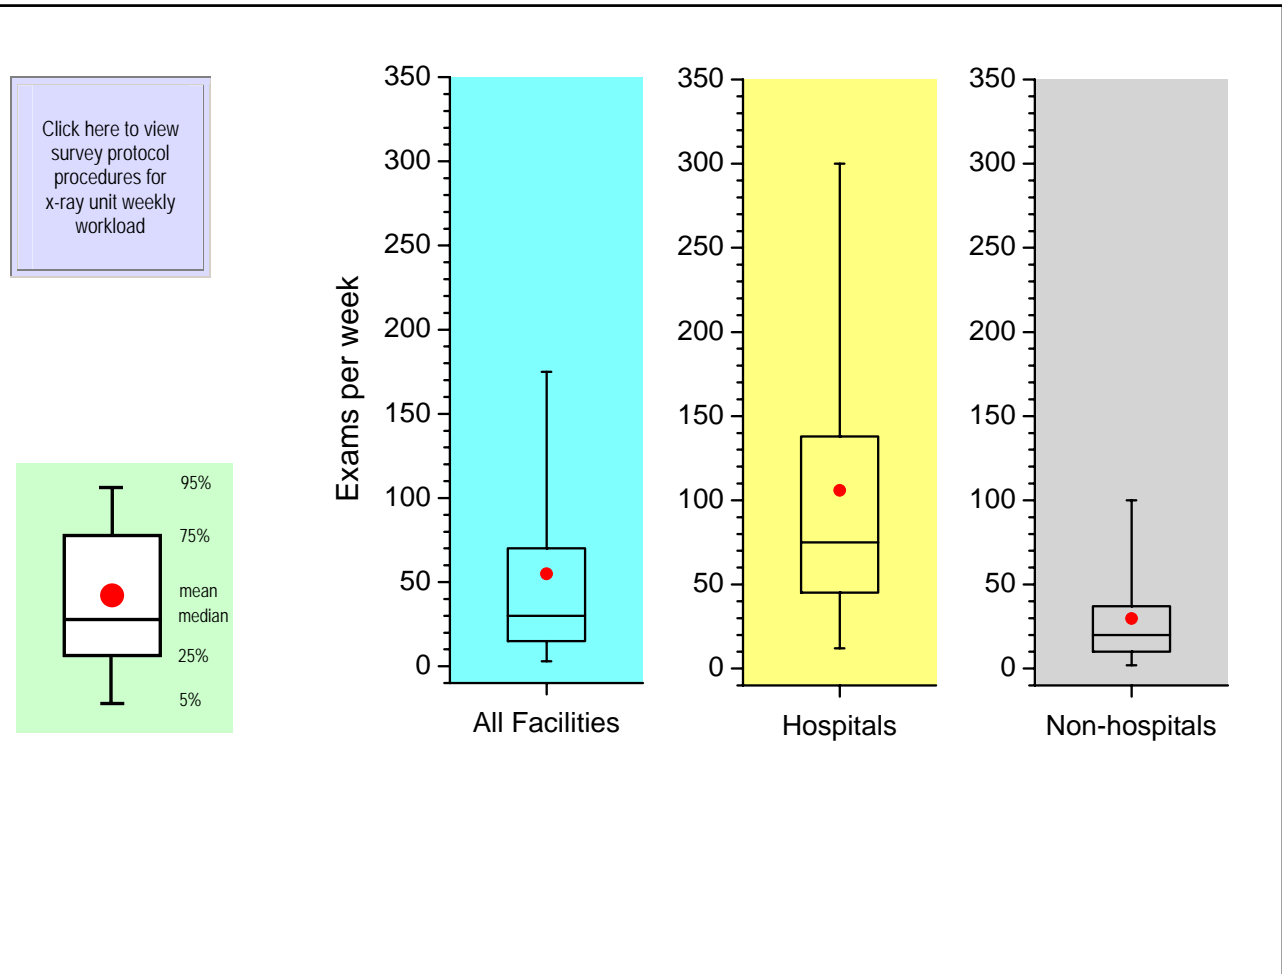 Click here to view
survey protocol
procedures for
x-ray unit weekly
workload
95%
75%
mean
median
25%
5%
Exams per week
350
300
250
200
150
100
50
0
All Facilities
350
300
250
200
150
100
50
0
Hospitals
350
300
250
200
150
100
50
0
Non-hospitals